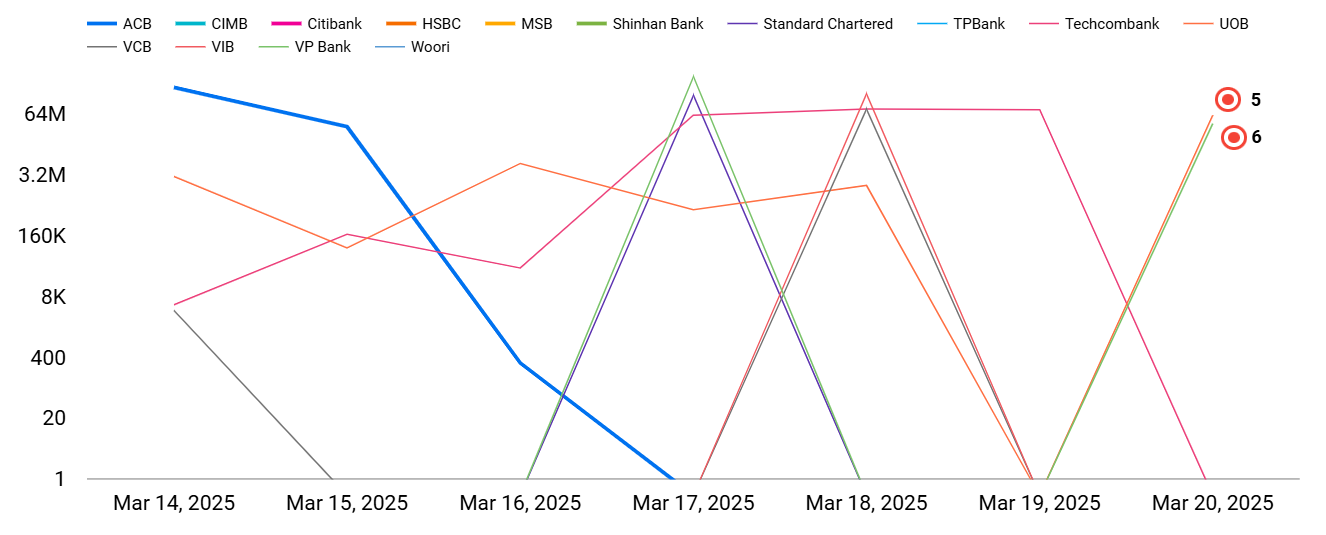 ACB CIMB Citibank HSBC MSB Shinhan Bank Standard Chartered TPBank Techcombank UOB
VCB VIB VP Bank Woori
64M
3.2M
160K
8K
400
20
1
5
6
Mar 14, 2025 Mar 15, 2025 Mar 16, 2025 Mar 17, 2025 Mar 18, 2025 Mar 19, 2025 Mar 20, 2025